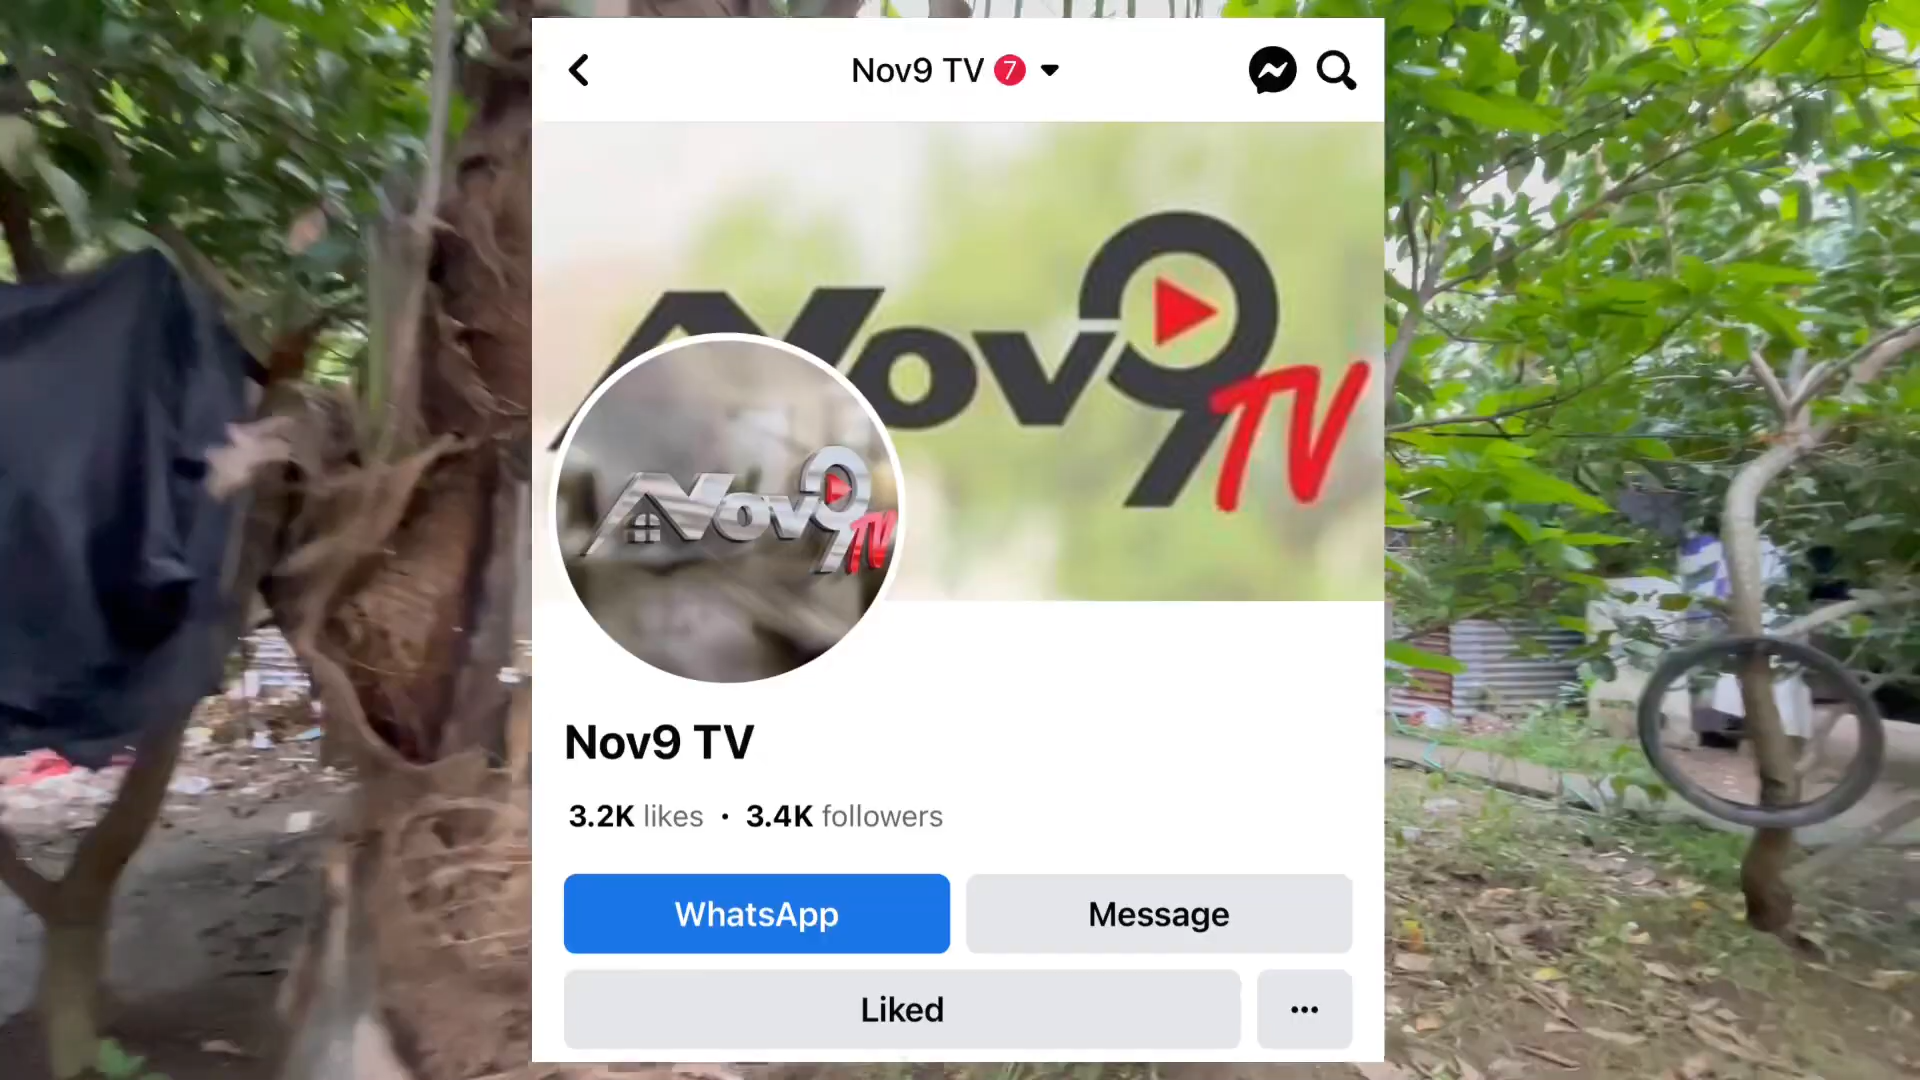 Nov9 TV 7
Nov9 TV
Nov9 TV
Nov9 TV
3.2K likes · 3.4K followers
WhatsApp
Message
Liked